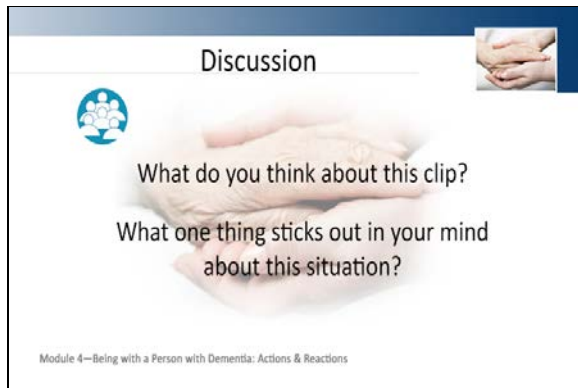 Discussion
What do you think about this clip?
What one thing sticks out in your mind
about this situation?
Module 4—Being with a Person with Dementia: Actions & Reactions